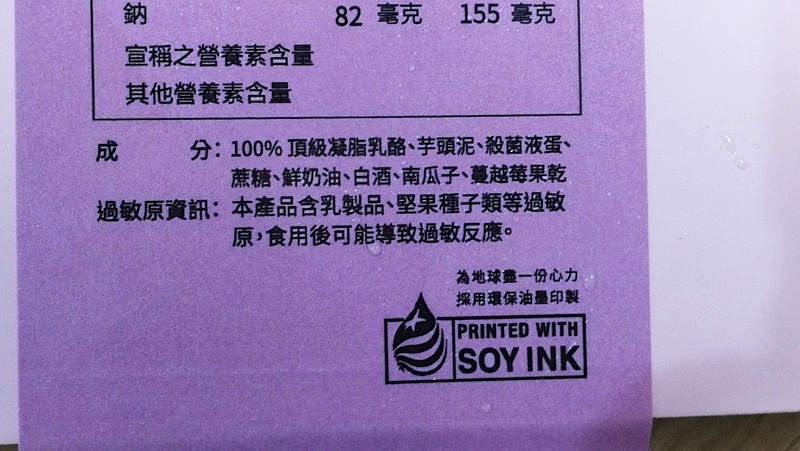 鈉 82 毫克 155 毫克
宣稱之營養素含量
其他營養素含量
成 分：100% 頂級凝脂乳酪、芋頭泥、殺菌液蛋、
蔗糖、鮮奶油、白酒、南瓜子、蔓越莓果乾
過敏原資訊：本產品含乳製品、堅果種子類等過敏
原，食用後可能導致過敏反應。
為地球盡一份心力
採用環保油墨印製
PRINTED WITH
SOY INK